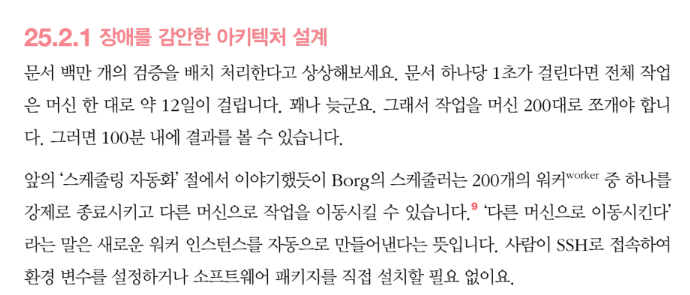 25.2.1 장애를 감안한 아키텍처 설계
문서 백만 개의 검증을 배치 처리한다고 상상해보세요. 문서 하나당 1초가 걸린다면 전체 작업
은 머신 한 대로 약 12일이 걸립니다. 꽤나 늦군요. 그래서 작업을 머신 200대로 쪼개야 합니
다. 그러면 100분 내에 결과를 볼 수 있습니다.
앞의 ‘스케줄링 자동화’ 절에서 이야기했듯이 Borg의 스케줄러는 200개의 워커worker 중 하나를
강제로 종료시키고 다른 머신으로 작업을 이동시킬 수 있습니다.9 ‘다른 머신으로 이동시킨다’
라는 말은 새로운 워커 인스턴스를 자동으로 만들어낸다는 뜻입니다. 사람이 SSH로 접속하여
환경 변수를 설정하거나 소프트웨어 패키지를 직접 설치할 필요 없이요.